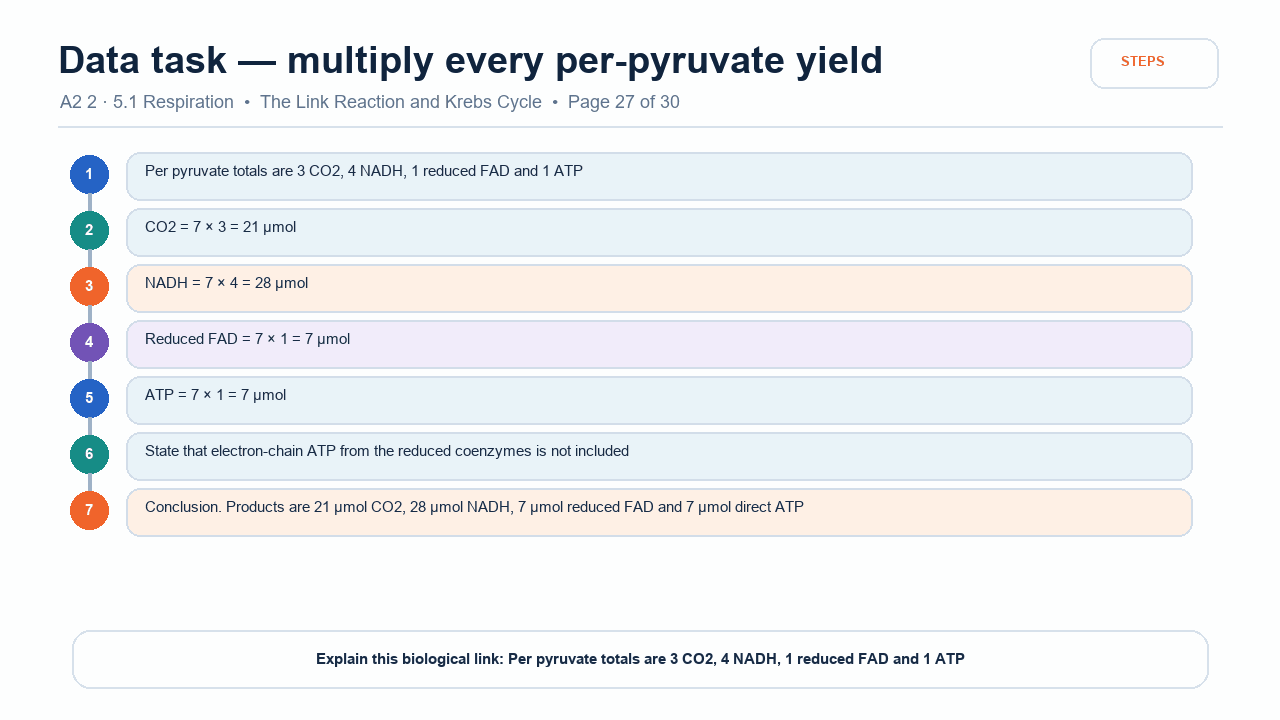 Data task — multiply every per-pyruvate yield
STEPS
A2 2 · 5.1 Respiration • The Link Reaction and Krebs Cycle • Page 27 of 30
1
Per pyruvate totals are 3 CO2, 4 NADH, 1 reduced FAD and 1 ATP
2
CO2 = 7 × 3 = 21 µmol
3
NADH = 7 × 4 = 28 µmol
4
Reduced FAD = 7 × 1 = 7 µmol
5
ATP = 7 × 1 = 7 µmol
6
State that electron-chain ATP from the reduced coenzymes is not included
7
Conclusion. Products are 21 µmol CO2, 28 µmol NADH, 7 µmol reduced FAD and 7 µmol direct ATP
Explain this biological link: Per pyruvate totals are 3 CO2, 4 NADH, 1 reduced FAD and 1 ATP